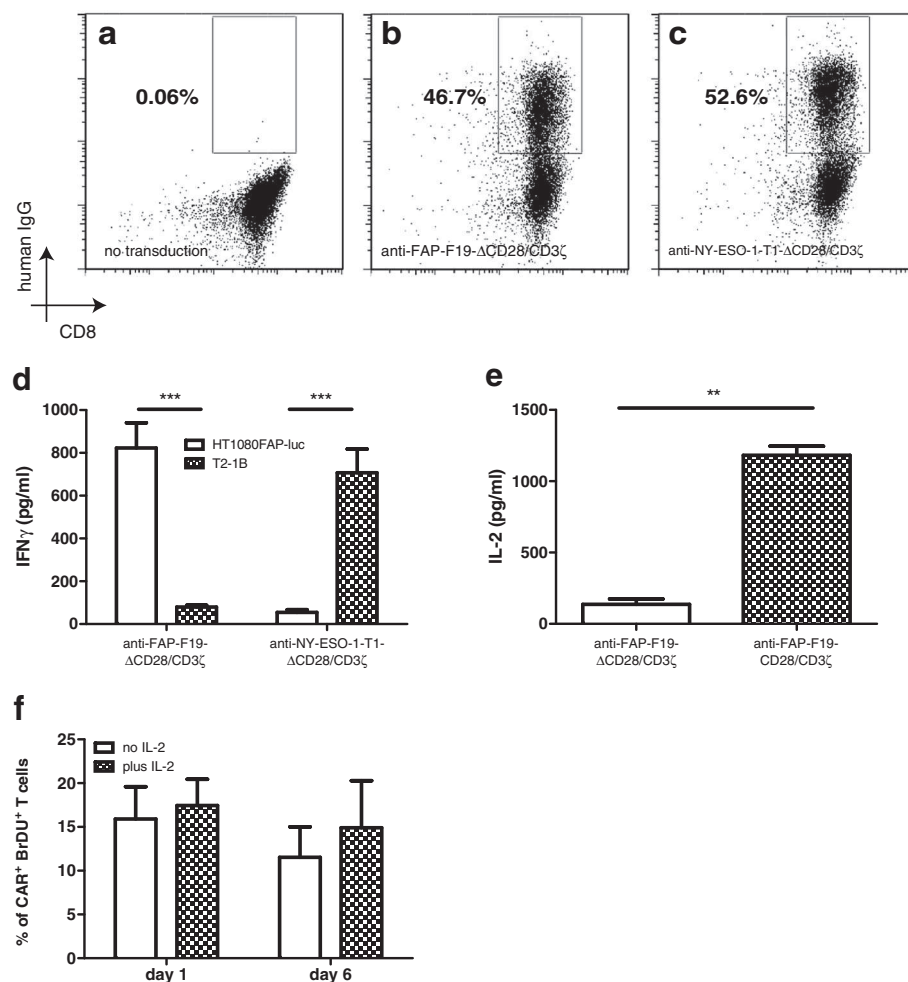 a
0.06%
no transduction
b
46.7%
anti-FAP-F19-ΔCD28/CD3ζ
c
52.6%
anti-NY-ESO-1-T1-ΔCD28/CD3ζ
human IgG
CD8
d
***
***
1000
800
600
400
200
0
IFNγ (pg/ml)
HT1080FAP-luc
T2-1B
anti-FAP-F19-
ΔCD28/CD3ζ
anti-NY-ESO-1-T1-
ΔCD28/CD3ζ
e
**
1500
1000
500
0
IL-2 (pg/ml)
anti-FAP-F19-
ΔCD28/CD3ζ
anti-FAP-F19-
CD28/CD3ζ
f
25
20
15
10
5
0
% of CAR⁺ BrDU⁺ T cells
no IL-2
plus IL-2
day 1
day 6